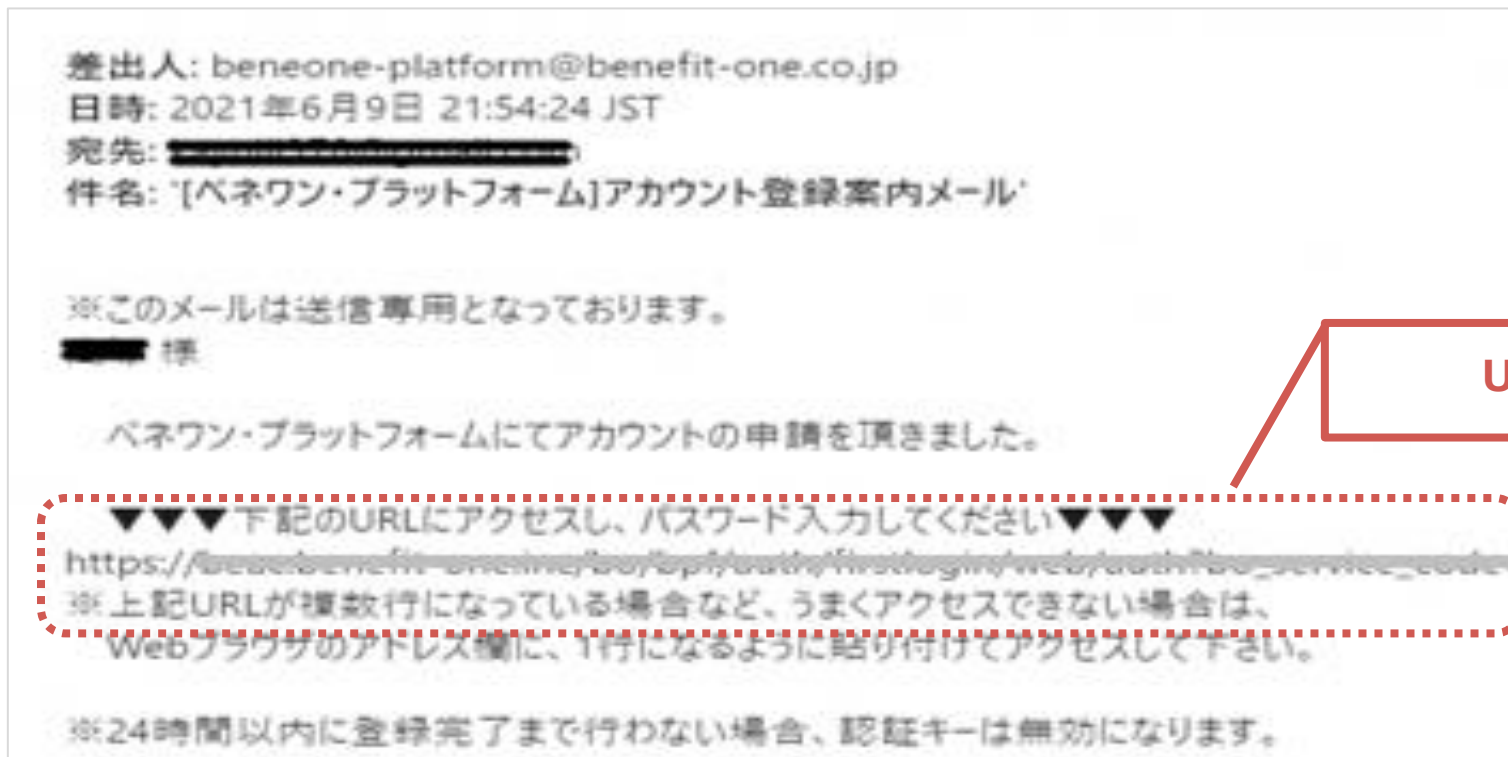 差出人: beneone-platform@benefit-one.co.jp
日時: 2021年6月9日 21:54:24 JST
宛先:
件名: '[ベネワン・プラットフォーム]アカウント登録案内メール'
※このメールは送信専用となっております。
様
U
ベネワン・プラットフォームにてアカウントの申請を頂きました。
▼▼▼下記のURLにアクセスし、パスワード入力してください▼▼▼
https://
※上記URLが複数行になっている場合など、うまくアクセスできない場合は、
Webブラウザのアドレス欄に、1行になるように貼り付けてアクセスして下さい。
※24時間以内に登録完了まで行わない場合、認証キーは無効になります。